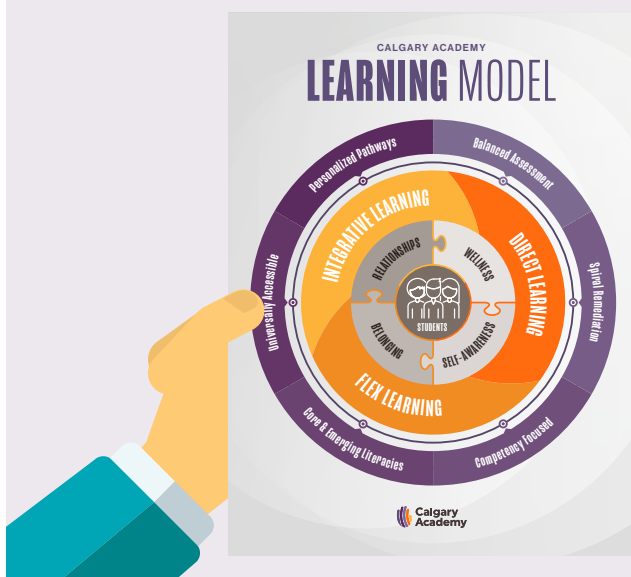 CALGARY ACADEMY
LEARNING MODEL
Personalized Pathways
Balanced Assessment
Spiral Remediation
Competency Focused
Core & Emerging Literacies
Universally Accessible
INTEGRATIVE LEARNING
DIRECT LEARNING
FLEX LEARNING
RELATIONSHIPS
WELLNESS
SELF-AWARENESS
BELONGING
STUDENTS
Calgary
Academy